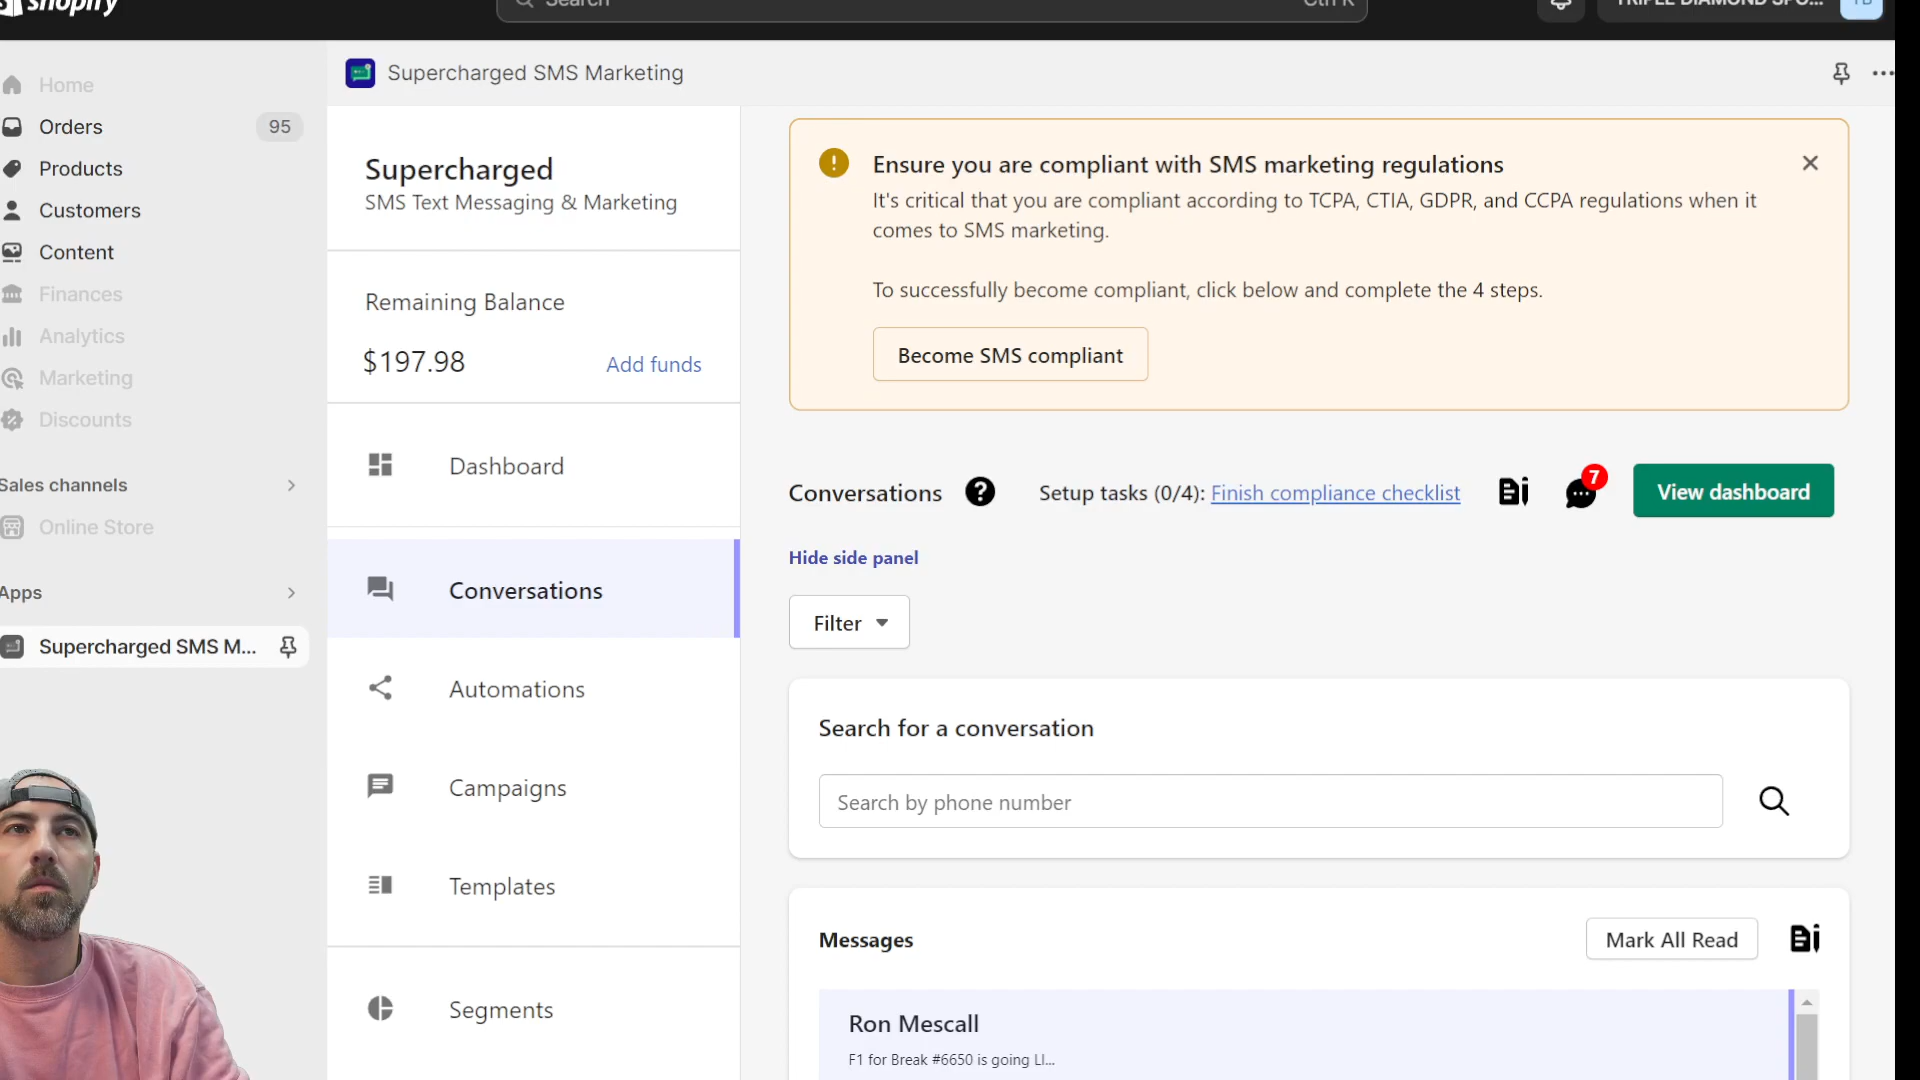 shopify
Search
Ctrl K
TRIPLE DIAMOND SPO...
TB
Home
Orders
95
Products
Customers
Content
Finances
Analytics
Marketing
Discounts
Sales channels
Online Store
Apps
Supercharged SMS M...
Supercharged SMS Marketing
Supercharged
SMS Text Messaging & Marketing
Remaining Balance
$197.98
Add funds
Dashboard
Conversations
Automations
Campaigns
Templates
Segments
Ensure you are compliant with SMS marketing regulations
It's critical that you are compliant according to TCPA, CTIA, GDPR, and CCPA regulations when it
comes to SMS marketing.
To successfully become compliant, click below and complete the 4 steps.
Become SMS compliant
Conversations
Setup tasks (0/4): Finish compliance checklist
7
View dashboard
Hide side panel
Filter
Search for a conversation
Search by phone number
Messages
Mark All Read
Ron Mescall
F1 for Break #6650 is going LI...